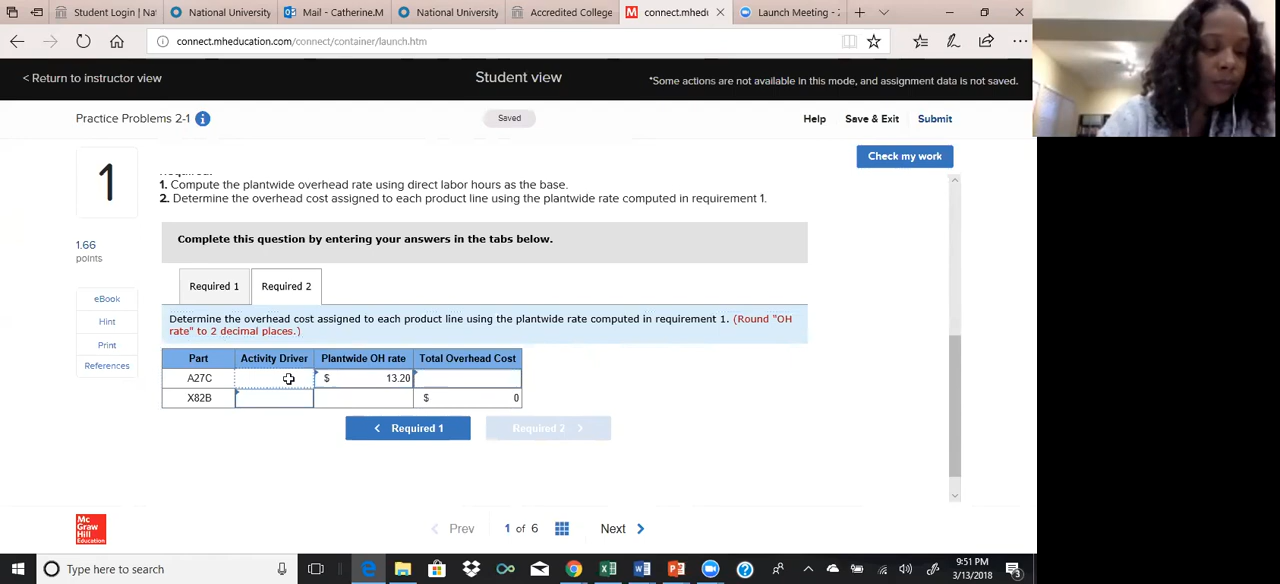 Student Login | Nat
National University
Mail - Catherine.M
National University
Accredited College
M connect.mhedu
Launch Meeting - Z
connect.mheducation.com/connect/container/launch.htm
< Return to instructor view
Student view
*Some actions are not available in this mode, and assignment data is not saved.
Practice Problems 2-1 i
Saved
Help
Save & Exit
Submit
Check my work
1
1.66
points
eBook
Hint
Print
References
Required:
1. Compute the plantwide overhead rate using direct labor hours as the base.
2. Determine the overhead cost assigned to each product line using the plantwide rate computed in requirement 1.
Complete this question by entering your answers in the tabs below.
Required 1
Required 2
Determine the overhead cost assigned to each product line using the plantwide rate computed in requirement 1. (Round "OH
rate" to 2 decimal places.)
Part Activity Driver Plantwide OH rate Total Overhead Cost
A27C $ 13.20
X82B $ 0
< Required 1
Required 2 >
Mc
Graw
Hill
Education
< Prev
1 of 6
Next >
Type here to search
9:51 PM
3/13/2018
3